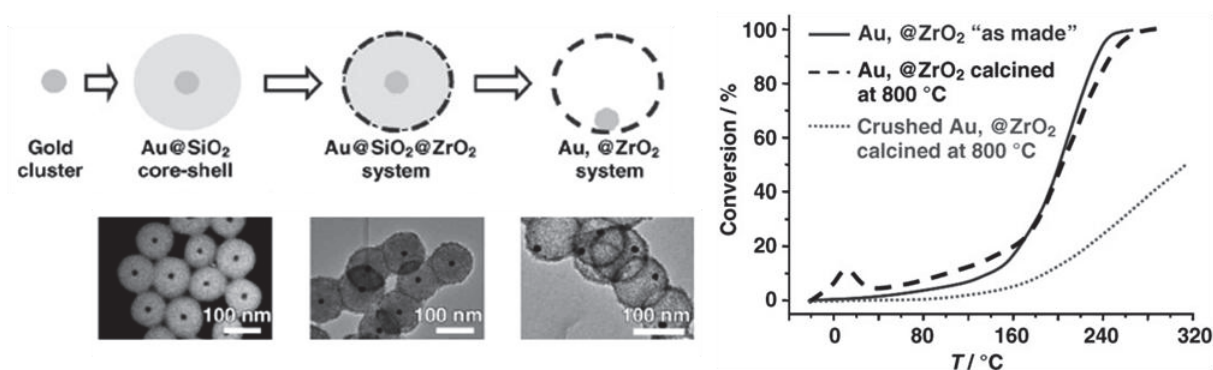 Gold
cluster
Au@SiO₂
core-shell
Au@SiO₂@ZrO₂
system
Au, @ZrO₂
system
100 nm
100 nm
100 nm
Conversion / %
100
80
60
40
20
0
Au, @ZrO₂ “as made”
Au, @ZrO₂ calcined
at 800 °C
Crushed Au, @ZrO₂
calcined at 800 °C
0
80
160
240
320
T / °C